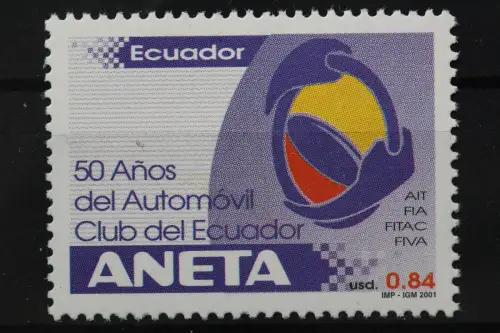 Ecuador
50 Años
del Automóvil
Club del Ecuador
AIT
FIA
FITAC
FIVA
ANETA
usd. 0.84
IMP - IGM 2001